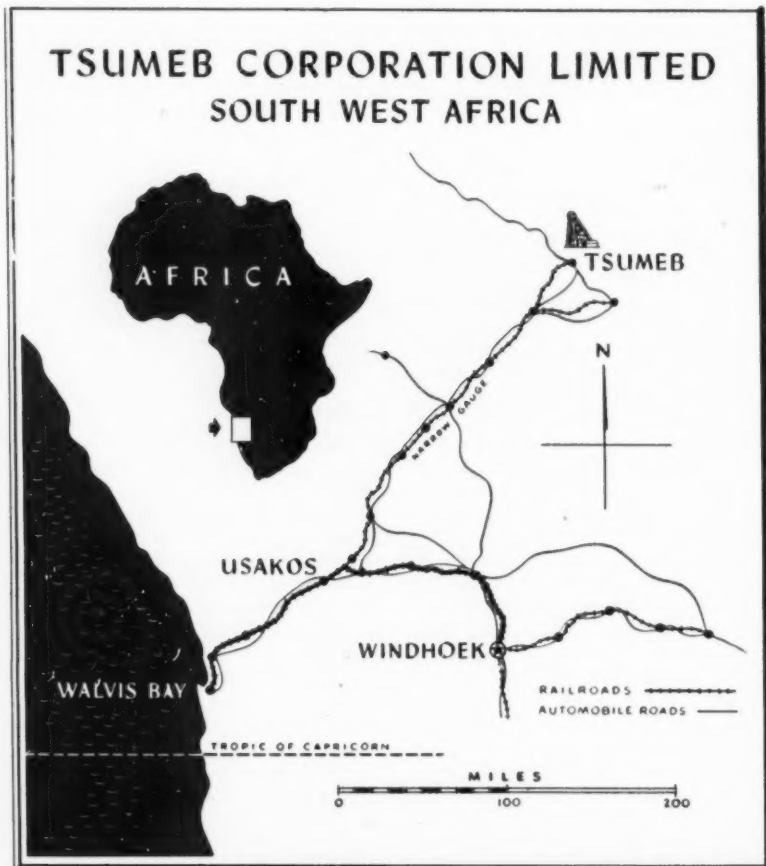 TSUMEB CORPORATION LIMITED
SOUTH WEST AFRICA
AFRICA
TSUMEB
N
NARROW GAUGE
USAKOS
WINDHOEK
WALVIS BAY
RAILROADS
AUTOMOBILE ROADS
TROPIC OF CAPRICORN
MILES
0 100 200